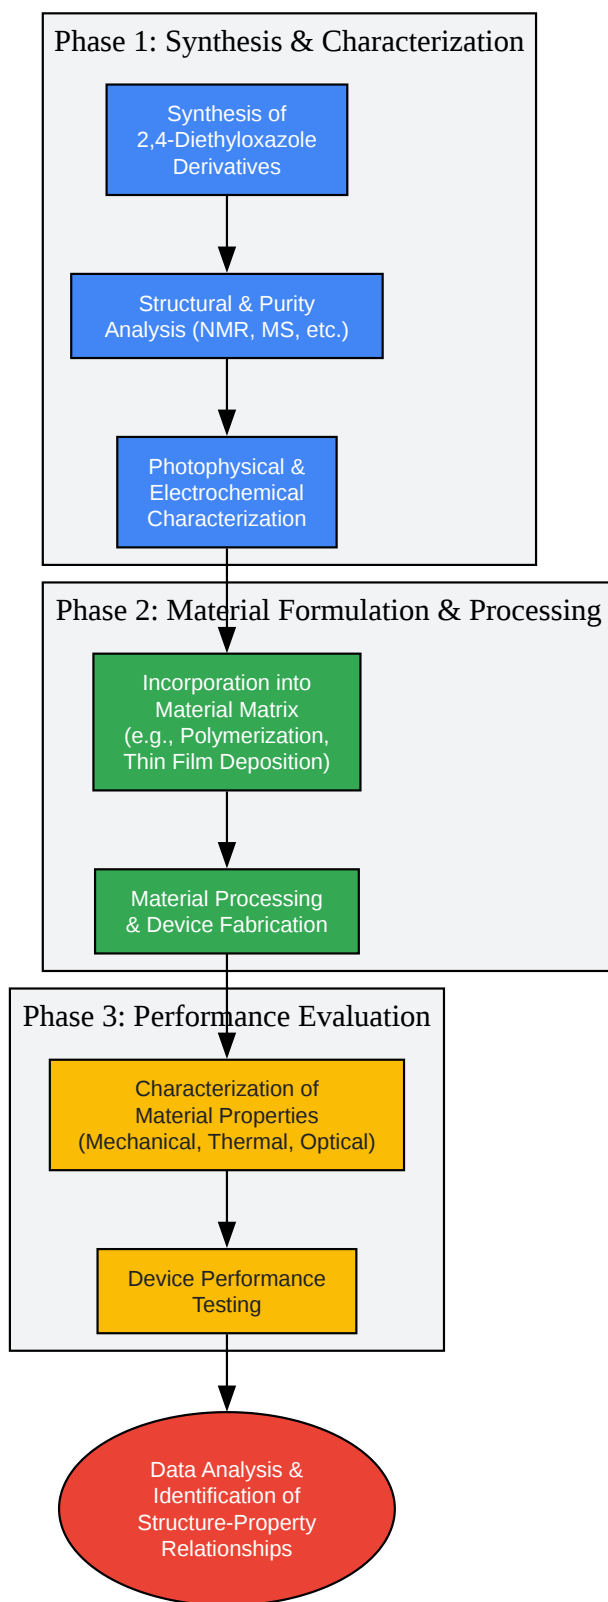 Phase 1: Synthesis & Characterization
Synthesis of
2,4-Diethyloxazole
Derivatives
Structural & Purity
Analysis (NMR, MS, etc.)
Photophysical &
Electrochemical
Characterization
Phase 2: Material Formulation & Processing
Incorporation into
Material Matrix
(e.g., Polymerization,
Thin Film Deposition)
Material Processing
& Device Fabrication
Phase 3: Performance Evaluation
Characterization of
Material Properties
(Mechanical, Thermal, Optical)
Device Performance
Testing
Data Analysis &
Identification of
Structure-Property
Relationships